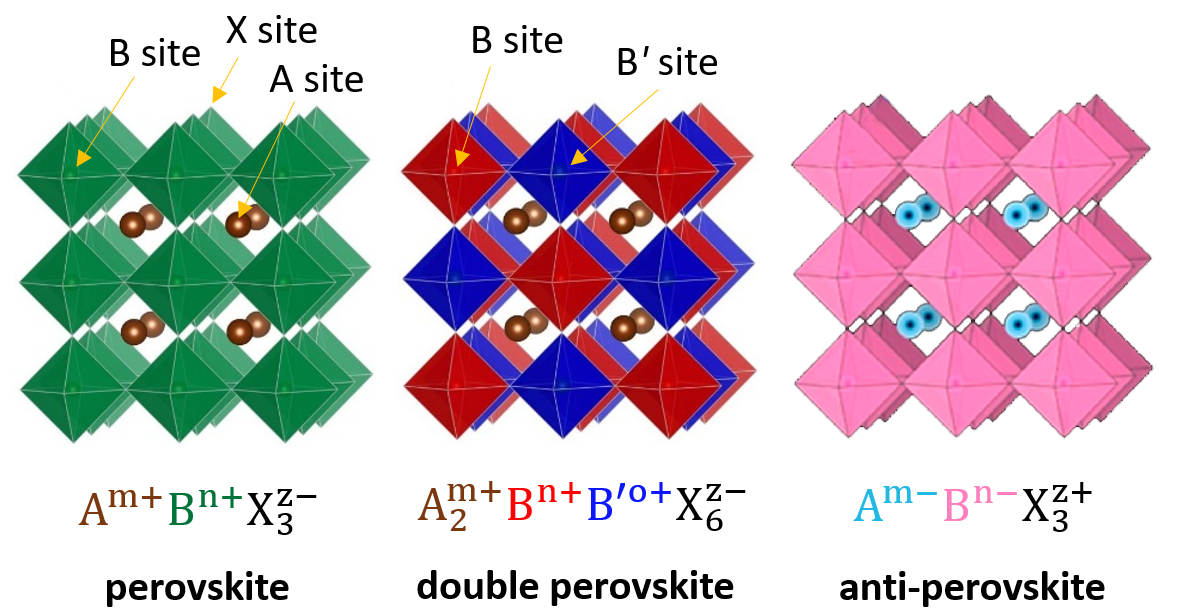 B site
X site
A site
B site
B′ site
A^{m+}B^{n+}X_3^{z−}
A_2^{m+}B^{n+}B′^{o+}X_6^{z−}
A^{m−}B^{n−}X_3^{z+}
perovskite
double perovskite
anti-perovskite